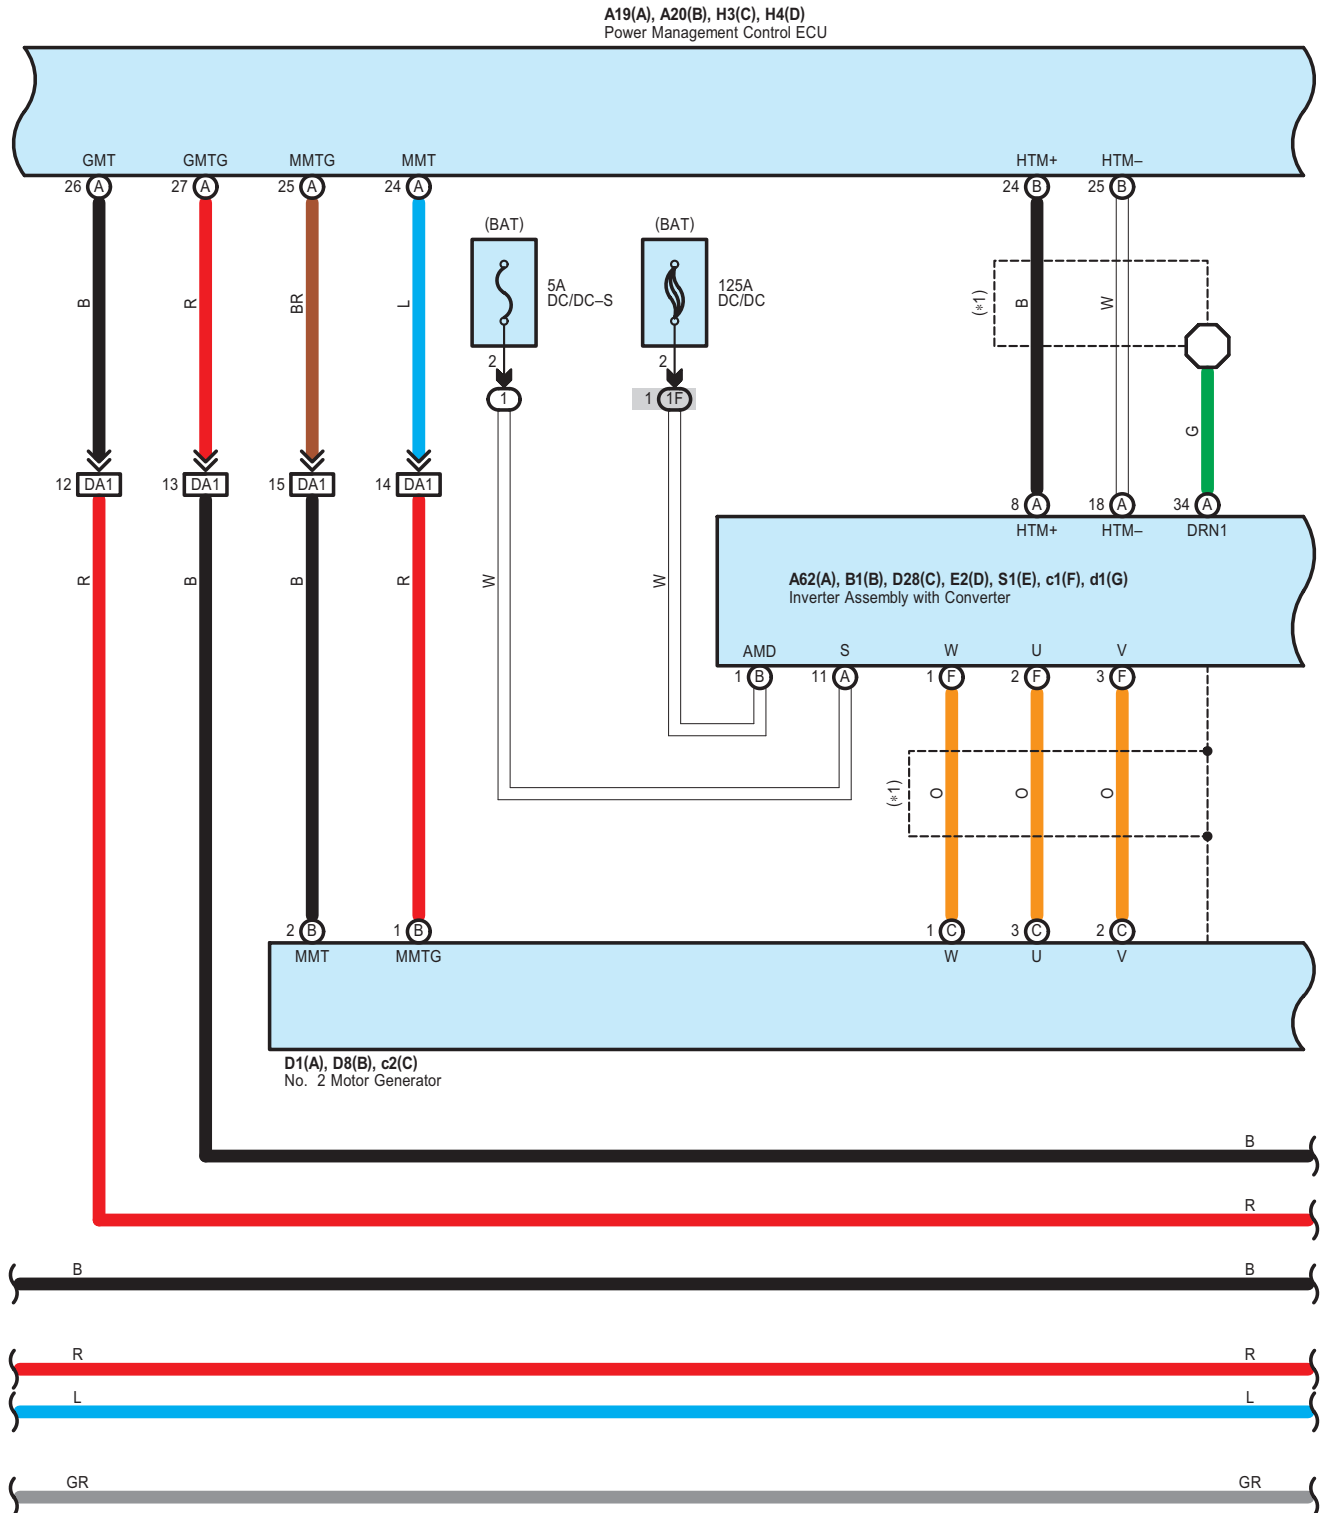 A19(A), A20(B), H3(C), H4(D)
Power Management Control ECU
GMT GMTG MMTG MMT HTM+ HTM–
26 A 27 A 25 A 24 A 24 B 25 B
(BAT) (BAT)
5A 125A
DC/DC–S DC/DC
B R BR L (*1) B W
2 2
1 1 1F
G
12 DA1 13 DA1 15 DA1 14 DA1
8 A 18 A 34 A
HTM+ HTM– DRN1
R B B R W W
A62(A), B1(B), D28(C), E2(D), S1(E), c1(F), d1(G)
Inverter Assembly with Converter
AMD S W U V
1 B 11 A 1 F 2 F 3 F
(*1) O O O
2 B 1 B 1 C 3 C 2 C
MMT MMTG W U V
D1(A), D8(B), c2(C)
No. 2 Motor Generator
B
R
B B
R R
L L
GR GR